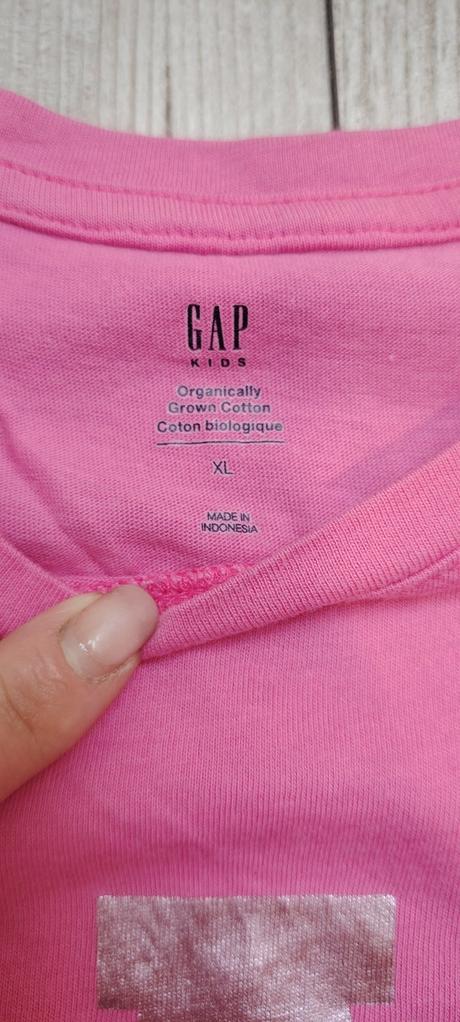 GAP
KIDS
Organically
Grown Cotton
Coton biologique
XL
MADE IN
INDONESIA